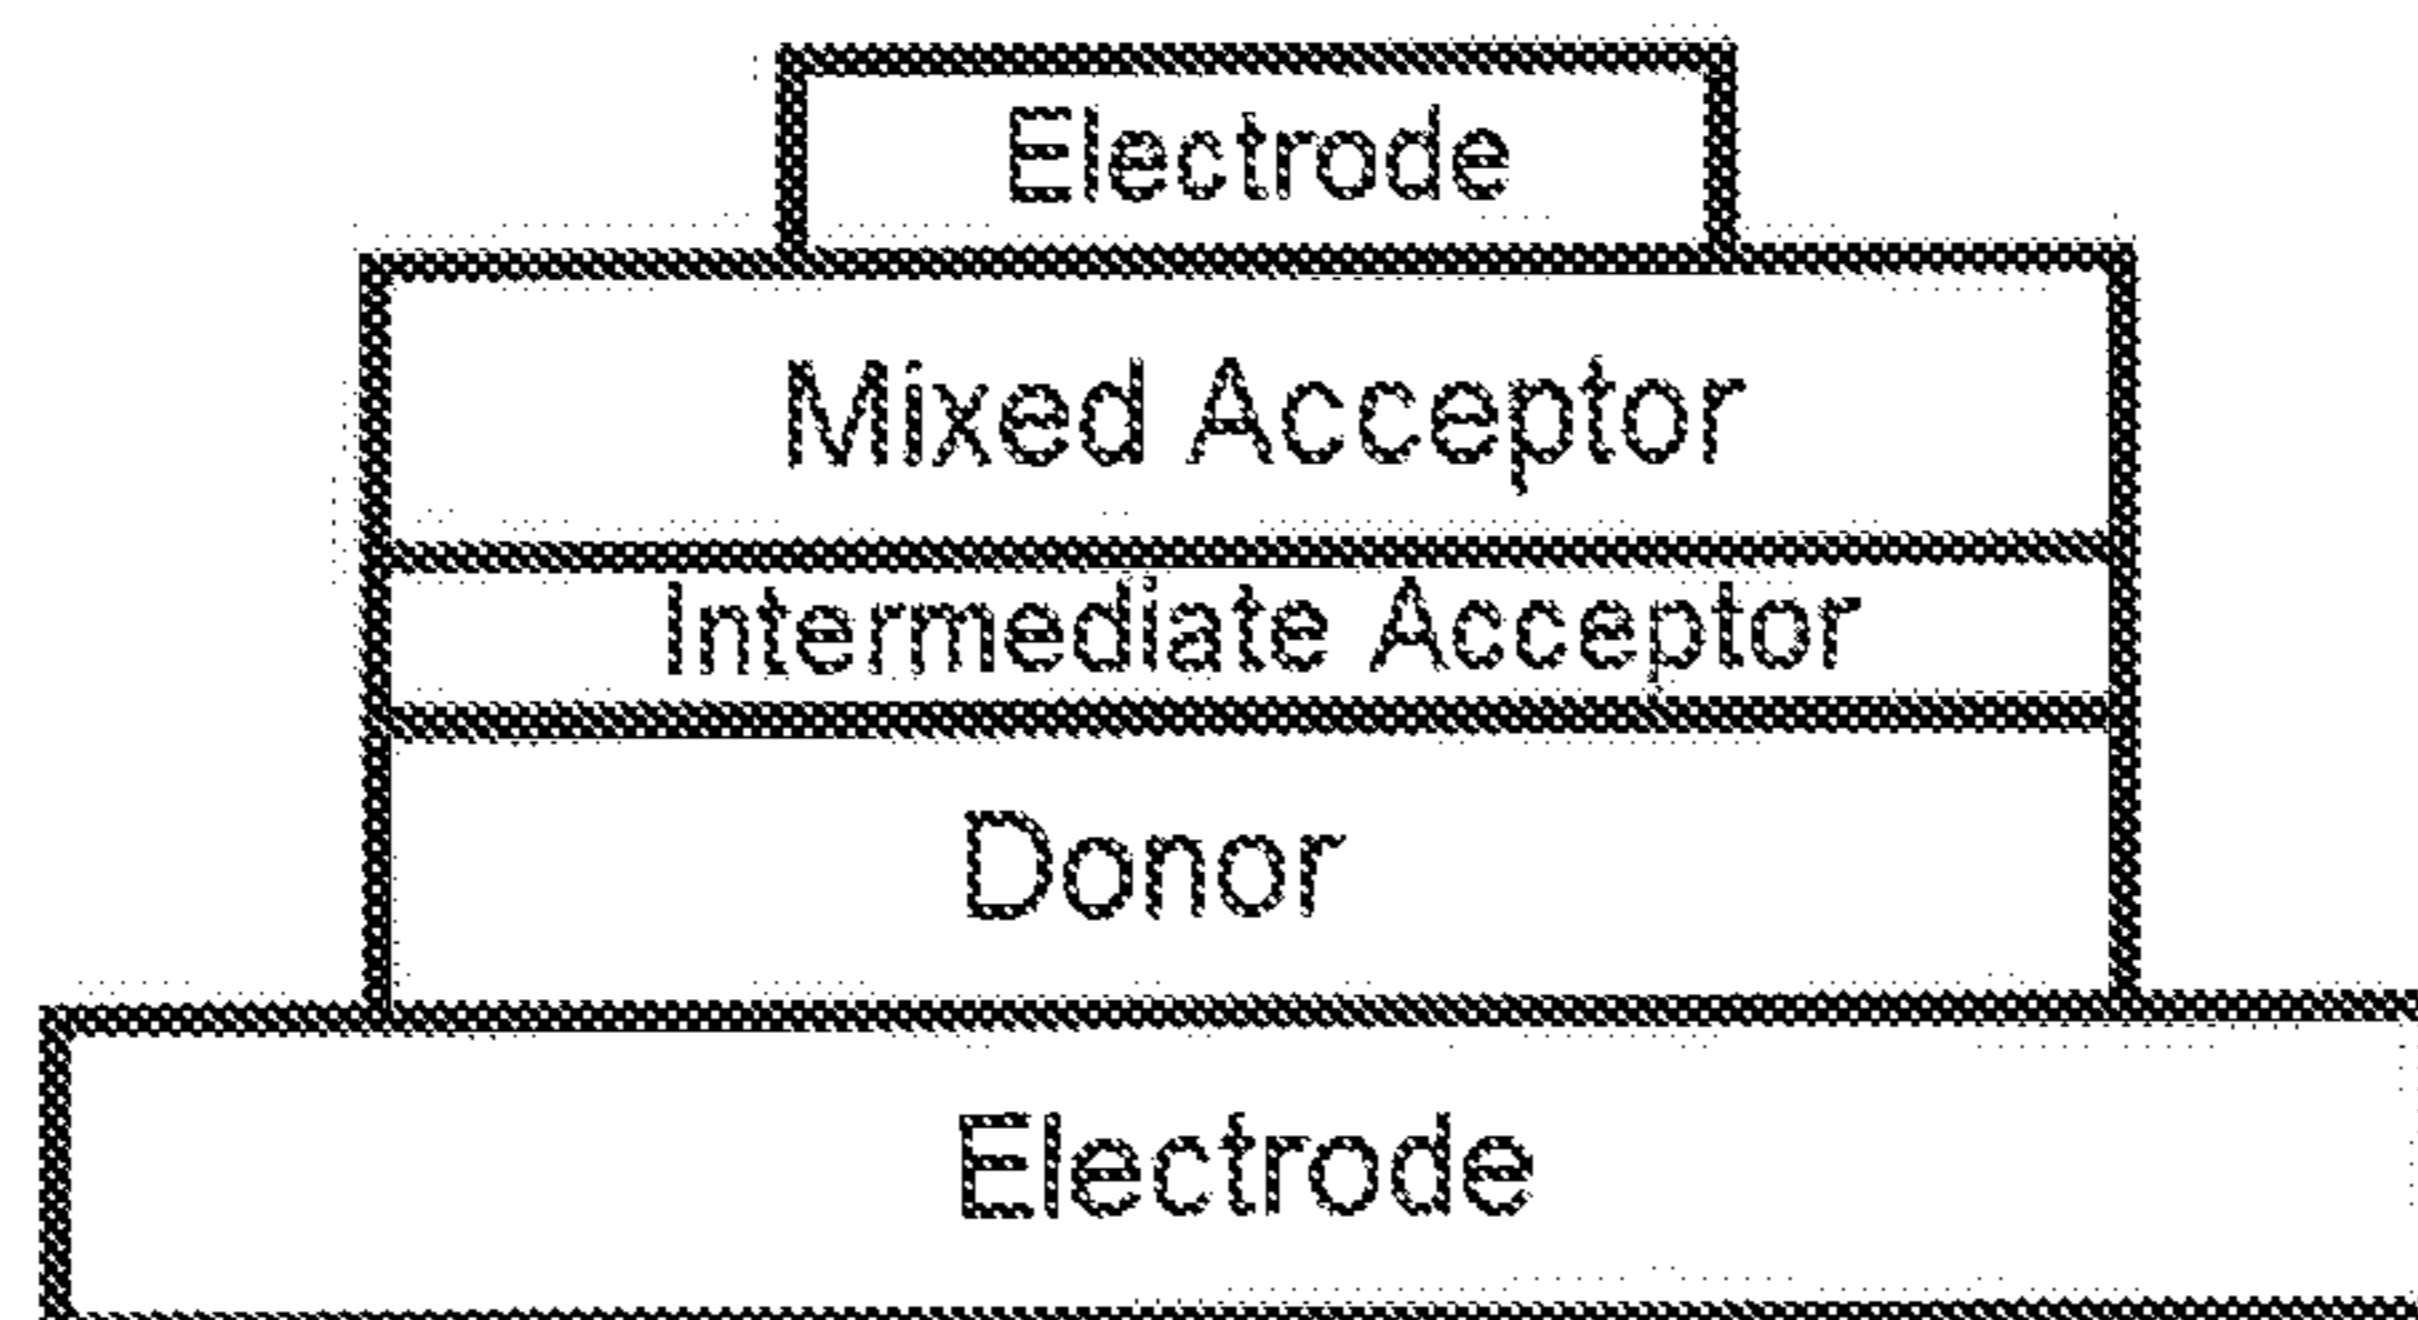 Electrode
Mixed Acceptor
Intermediate Acceptor
Donor
Electrode